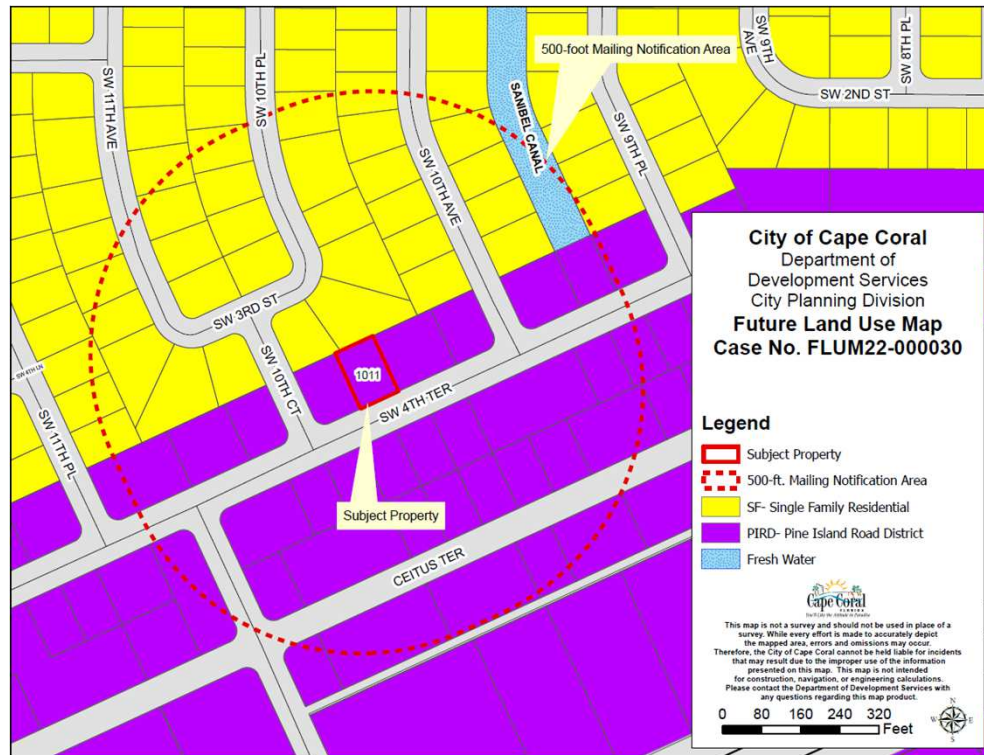 SW 11TH AVE
SW 10TH PL
500-foot Mailing Notification Area
SANIBEL CANAL
SW 9TH
AVE
SW 8TH PL
SW 2ND ST
SW 10TH AVE
SW 9TH PL
SW 3RD ST
SW 10TH CT
1011
SW 4TH TER
SW 4TH LN
SW 11TH PL
Subject Property
CEITUS TER
City of Cape Coral
Department of
Development Services
City Planning Division
Future Land Use Map
Case No. FLUM22-000030
Legend
Subject Property
500-ft. Mailing Notification Area
SF- Single Family Residential
PIRD- Pine Island Road District
Fresh Water
Cape Coral
FLORIDA
This map is not a survey and should not be used in place of a
survey. While every effort is made to accurately depict
the mapped area, errors and omissions may occur.
Therefore, the City of Cape Coral cannot be held liable for incidents
that may result due to the improper use of the information
presented on this map. This map is not intended
for construction, navigation, or engineering calculations.
Please contact the Department of Development Services with
any questions regarding this map product.
0 80 160 240 320
Feet
N
W E
S